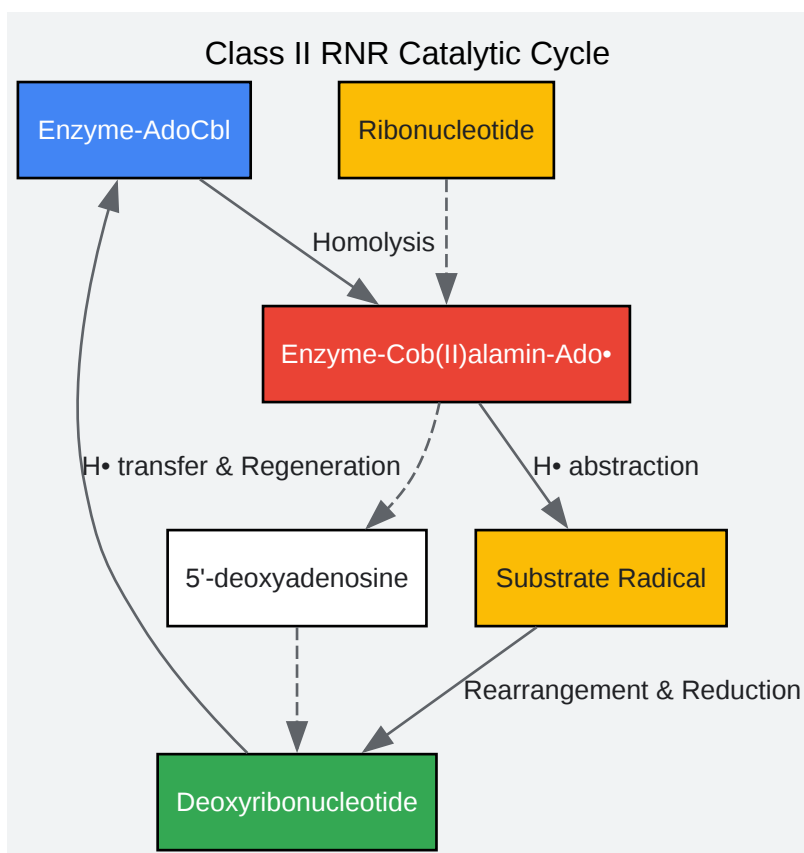 Class II RNR Catalytic Cycle
Enzyme-AdoCbl
Ribonucleotide
Homolysis
Enzyme-Cob(II)alamin-Ado•
H• transfer & Regeneration
H• abstraction
5'-deoxyadenosine
Substrate Radical
Rearrangement & Reduction
Deoxyribonucleotide